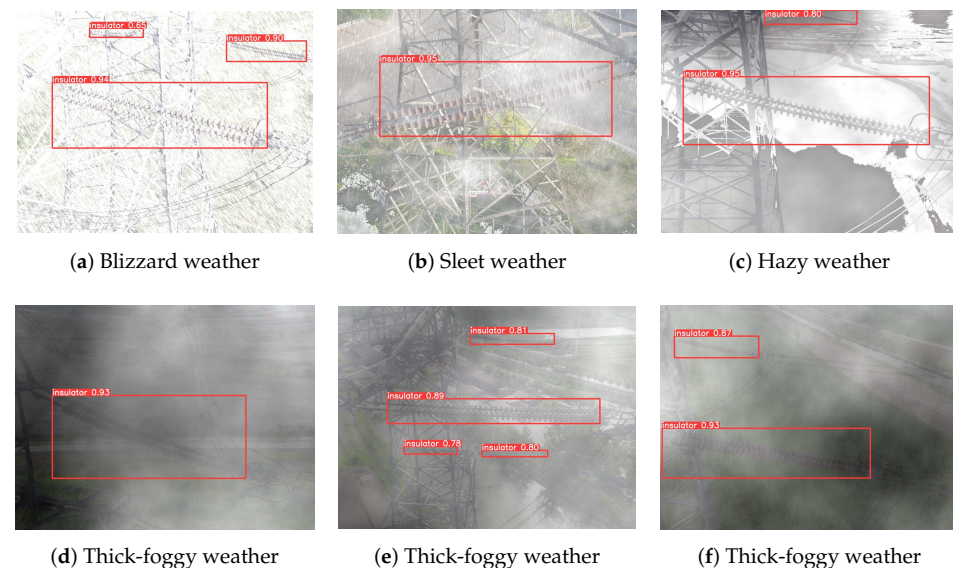 insulator 0.65
insulator 0.90
insulator 0.94
insulator 0.95
insulator 0.80
insulator 0.95
(a) Blizzard weather
(b) Sleet weather
(c) Hazy weather
insulator 0.93
insulator 0.81
insulator 0.89
insulator 0.78
insulator 0.80
insulator 0.87
insulator 0.93
(d) Thick-foggy weather
(e) Thick-foggy weather
(f) Thick-foggy weather